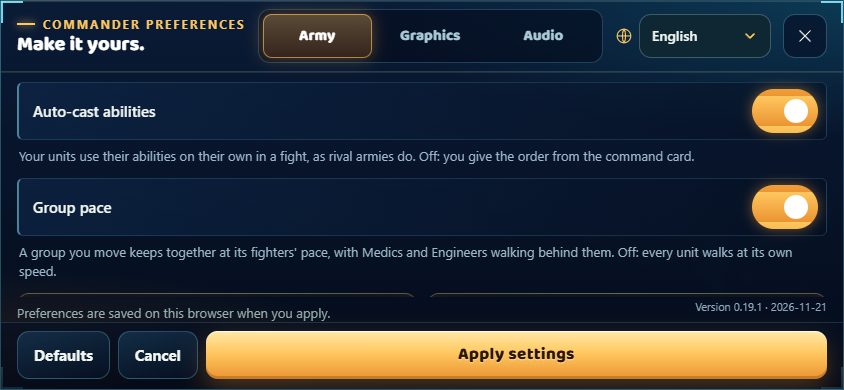 COMMANDER PREFERENCES
Make it yours.
Army
Graphics
Audio
English
Auto-cast abilities
Your units use their abilities on their own in a fight, as rival armies do. Off: you give the order from the command card.
Group pace
A group you move keeps together at its fighters' pace, with Medics and Engineers walking behind them. Off: every unit walks at its own
speed.
Preferences are saved on this browser when you apply.
Version 0.19.1 · 2026-11-21
Defaults
Cancel
Apply settings